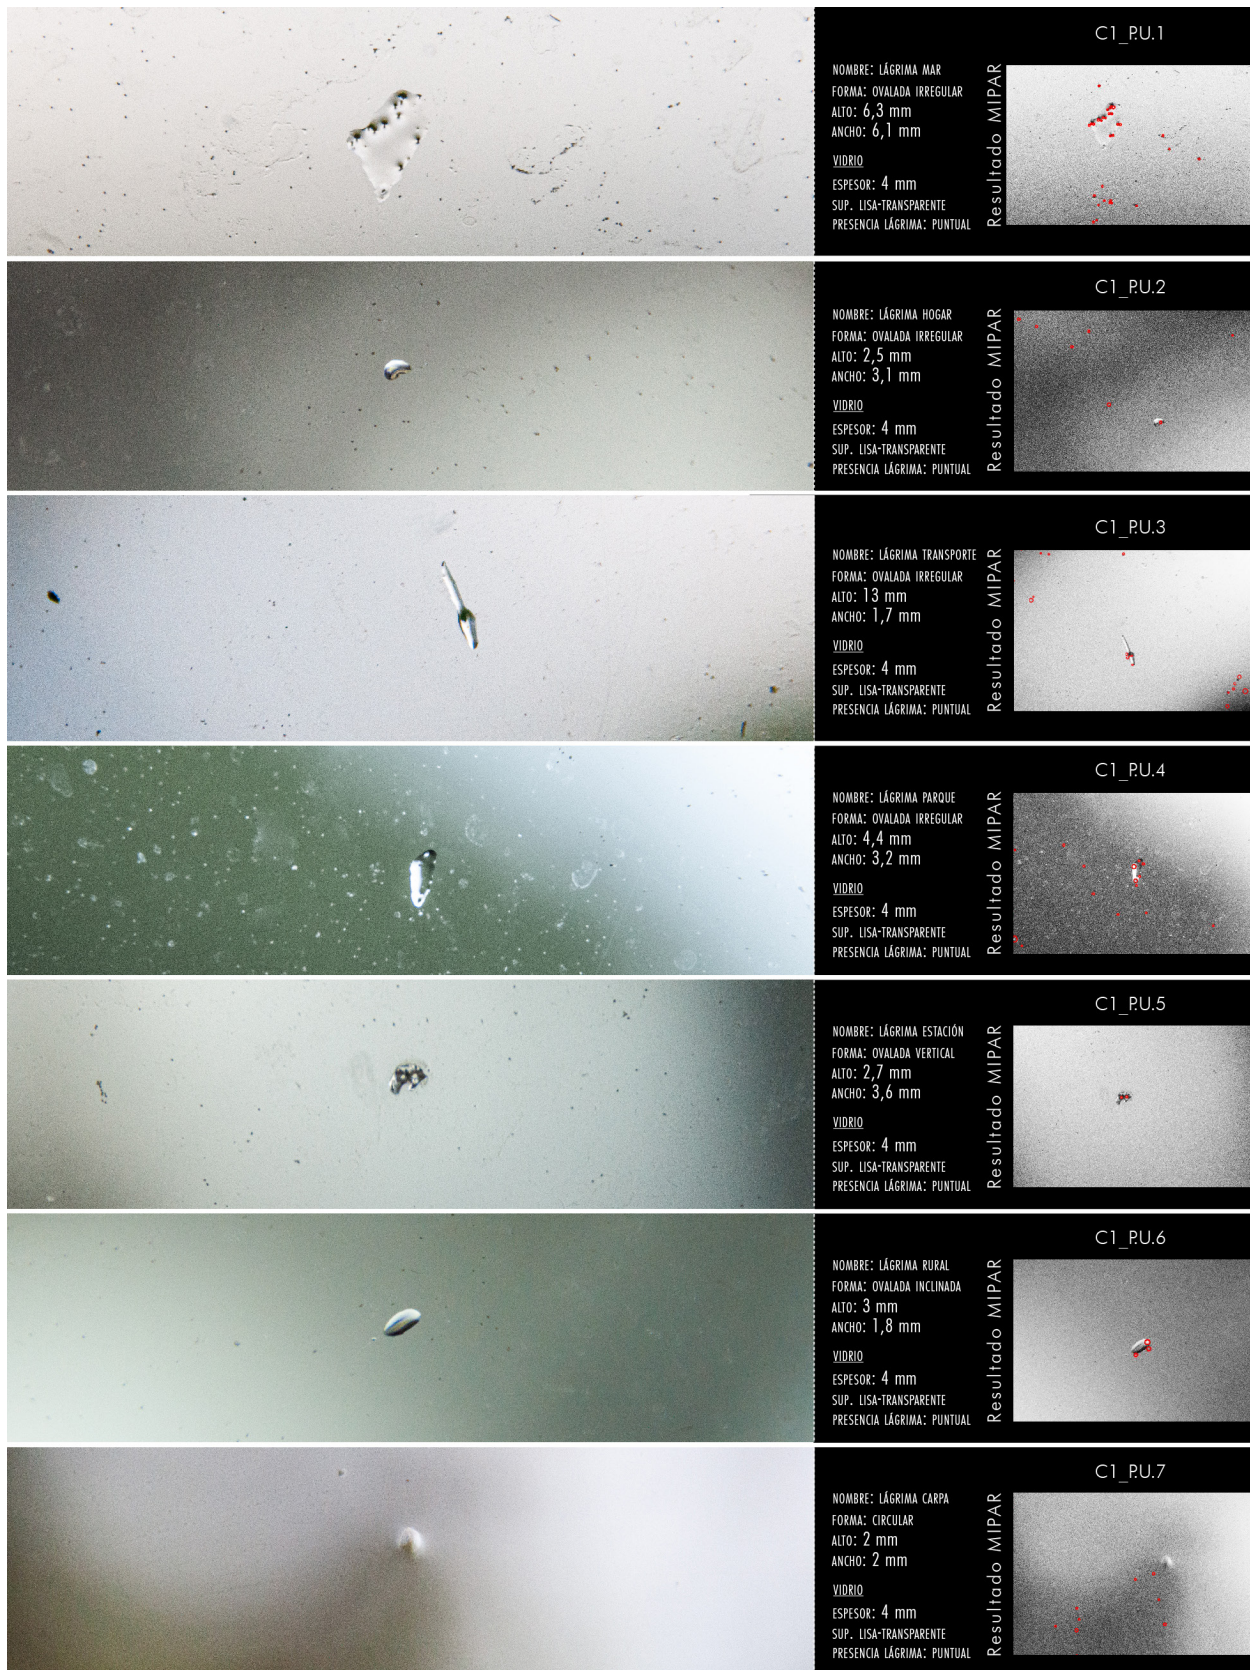 C1_P.U.1
NOMBRE: LÁGRIMA MAR
FORMA: OVALADA IRREGULAR
ALTO: 6,3 mm
ANCHO: 6,1 mm
VIDRIO
ESPESOR: 4 mm
SUP. LISA-TRANSPARENTE
PRESENCIA LÁGRIMA: PUNTUAL
Resultado MIPAR
C1_P.U.2
NOMBRE: LÁGRIMA HOGAR
FORMA: OVALADA IRREGULAR
ALTO: 2,5 mm
ANCHO: 3,1 mm
VIDRIO
ESPESOR: 4 mm
SUP. LISA-TRANSPARENTE
PRESENCIA LÁGRIMA: PUNTUAL
Resultado MIPAR
C1_P.U.3
NOMBRE: LÁGRIMA TRANSPORTE
FORMA: OVALADA IRREGULAR
ALTO: 13 mm
ANCHO: 1,7 mm
VIDRIO
ESPESOR: 4 mm
SUP. LISA-TRANSPARENTE
PRESENCIA LÁGRIMA: PUNTUAL
Resultado MIPAR
C1_P.U.4
NOMBRE: LÁGRIMA PARQUE
FORMA: OVALADA IRREGULAR
ALTO: 4,4 mm
ANCHO: 3,2 mm
VIDRIO
ESPESOR: 4 mm
SUP. LISA-TRANSPARENTE
PRESENCIA LÁGRIMA: PUNTUAL
Resultado MIPAR
C1_P.U.5
NOMBRE: LÁGRIMA ESTACIÓN
FORMA: OVALADA VERTICAL
ALTO: 2,7 mm
ANCHO: 3,6 mm
VIDRIO
ESPESOR: 4 mm
SUP. LISA-TRANSPARENTE
PRESENCIA LÁGRIMA: PUNTUAL
Resultado MIPAR
C1_P.U.6
NOMBRE: LÁGRIMA RURAL
FORMA: OVALADA INCLINADA
ALTO: 3 mm
ANCHO: 1,8 mm
VIDRIO
ESPESOR: 4 mm
SUP. LISA-TRANSPARENTE
PRESENCIA LÁGRIMA: PUNTUAL
Resultado MIPAR
C1_P.U.7
NOMBRE: LÁGRIMA CARPA
FORMA: CIRCULAR
ALTO: 2 mm
ANCHO: 2 mm
VIDRIO
ESPESOR: 4 mm
SUP. LISA-TRANSPARENTE
PRESENCIA LÁGRIMA: PUNTUAL
Resultado MIPAR